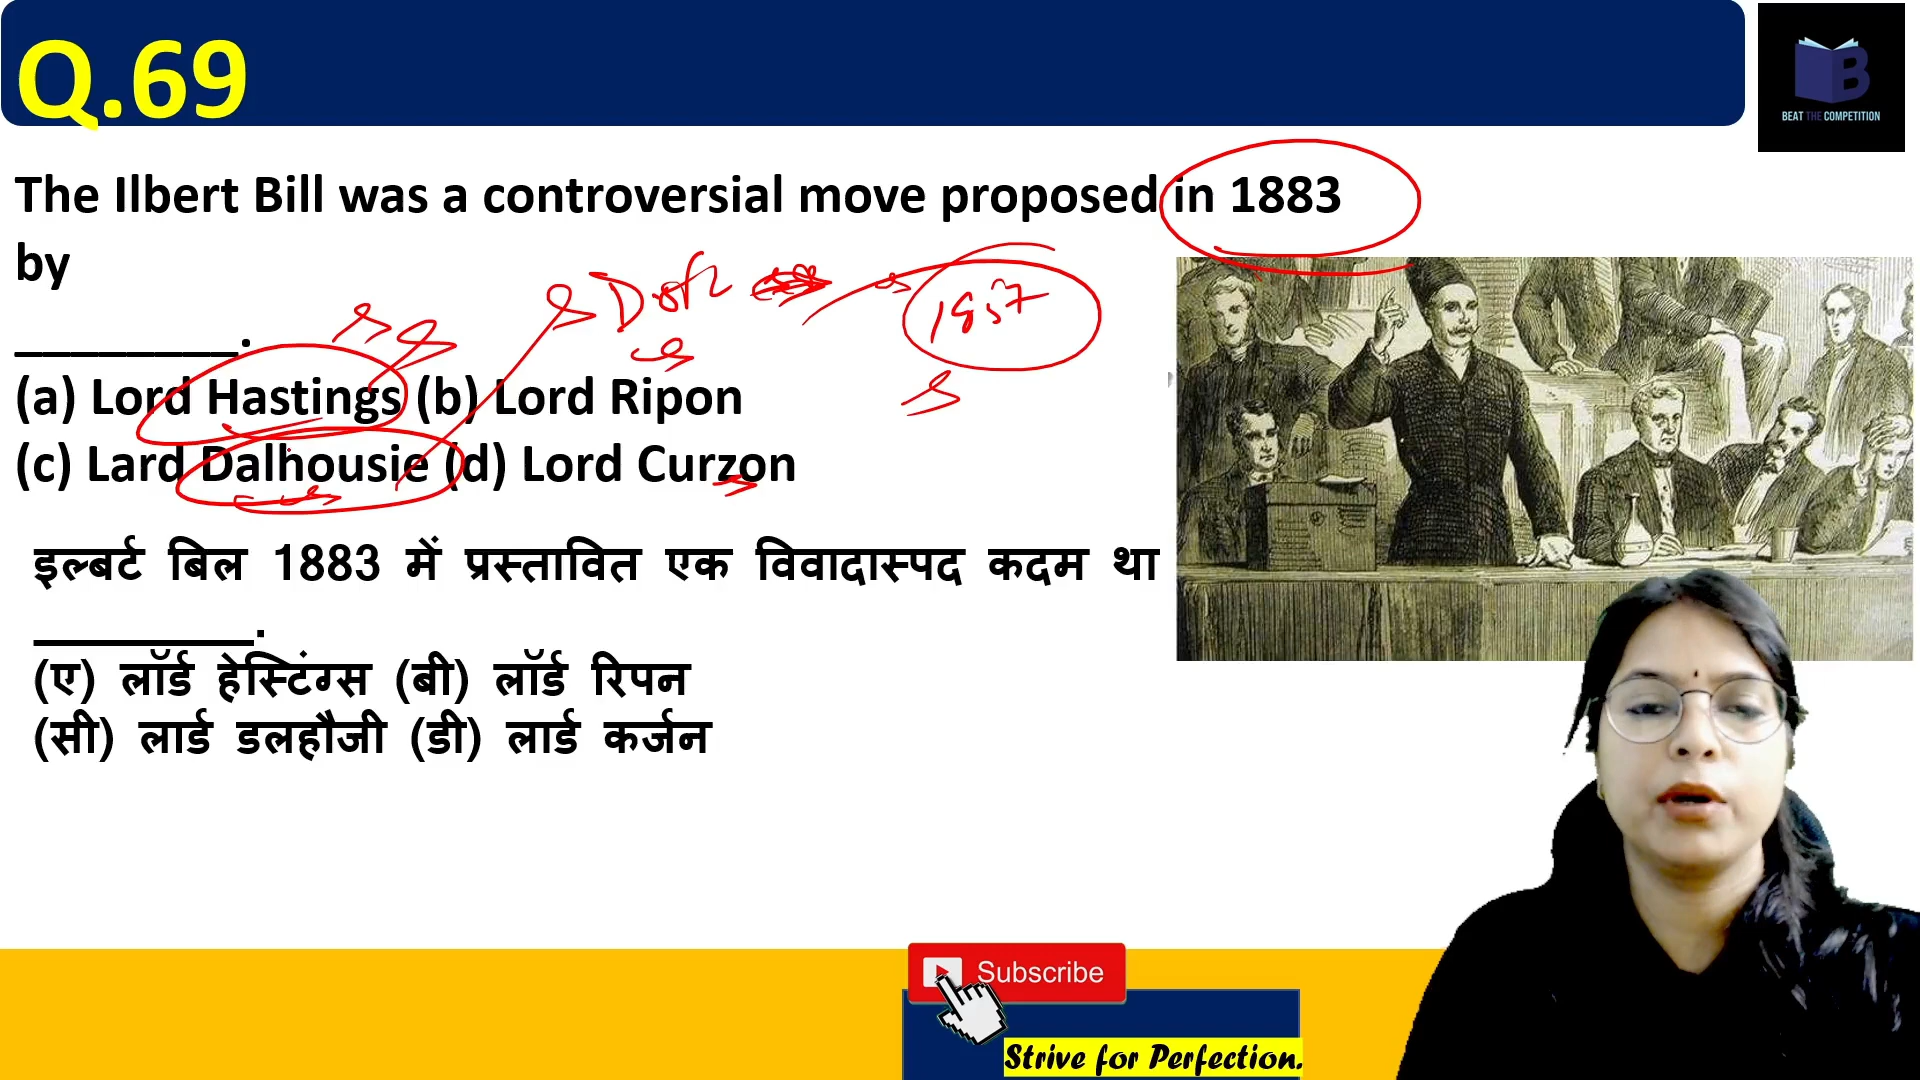 Q.69
BEAT THE COMPETITION
The Ilbert Bill was a controversial move proposed in 1883
by
________.
(a) Lord Hastings (b) Lord Ripon
(c) Lard Dalhousie (d) Lord Curzon
1857
इल्बर्ट बिल 1883 में प्रस्तावित एक विवादास्पद कदम था
________.
(ए) लॉर्ड हेस्टिंग्स (बी) लॉर्ड रिपन
(सी) लार्ड डलहौजी (डी) लार्ड कर्जन
Subscribe
Strive for Perfection.